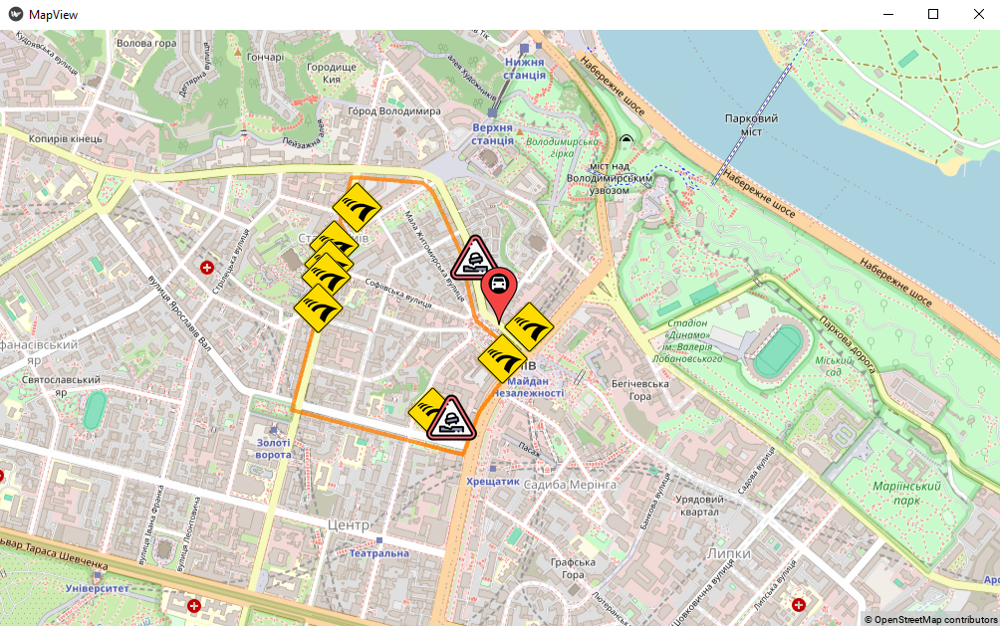 MapView
Кудрявська вулиця
Волова гора
Дегтярна вулиця
Гончарі
Городище
Кия
алея Художників
Нижня
станція
Набережне шосе
Парковий
міст
Город Володимира
Копирів кінець
Пейзажна
алея
Верхня
станція
Володимирська
гірка
міст над
Володимирським
узвозом
Набережне шосе
Набережне шосе
Стрілецька вулиця
вулиця Ярославів Вал
Мала Житомирська вулиця
Софіївська вулиця
Стадіон
«Динамо»
ім. Валерія
Лобановського
Паркова дорога
Міський
сад
фанасівський
яр
Святославський
яр
Майдан
Незалежності
Бегічевська
Гора
Золоті
ворота
Пасаж
Хрещатик
Садиба Мерінга
Банкова вулиця
Урядовий
квартал
Садова вулиця
Маріїнський
парк
вулиця Івана Франка
вулиця Леонтовича
Центр
Театральна
львар Тараса Шевченка
Університет
Графська
Гора
Липки
Лютеранська
Шовковична вулиця
Липська вулиця
Арс
© OpenStreetMap contributors